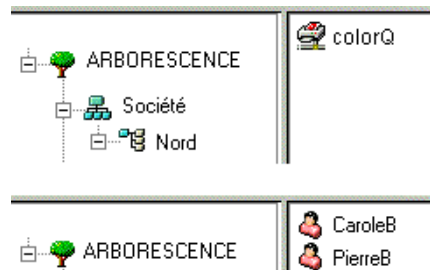 ARBORESCENCE
Société
Nord
colorQ
ARBORESCENCE
CaroleB
PierreB